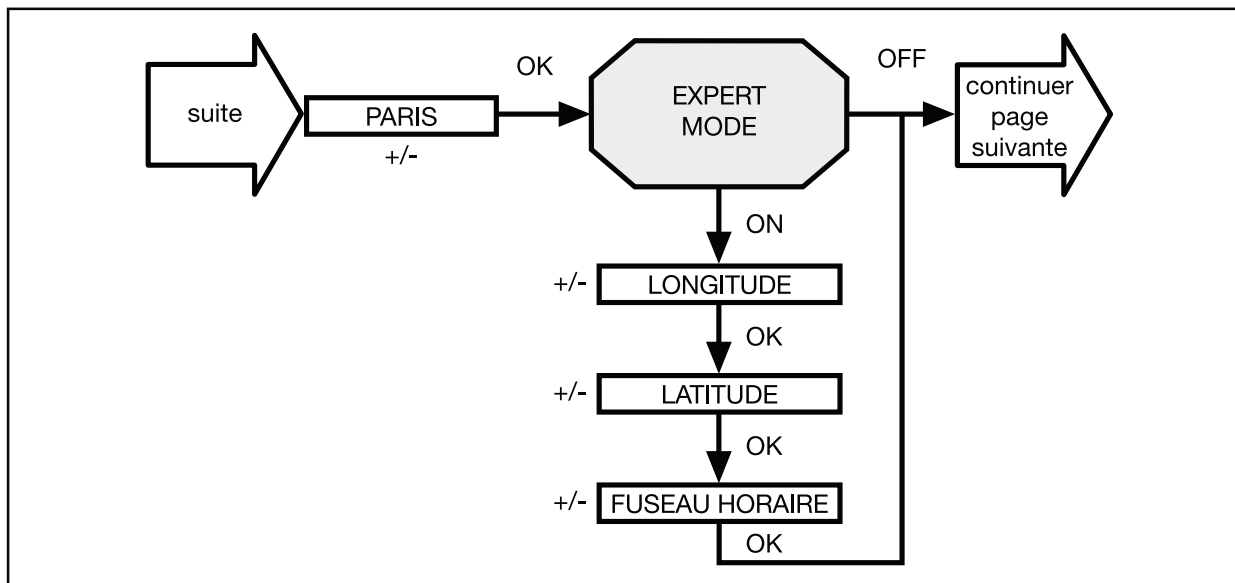 suite
PARIS
+/-
OK
EXPERT
MODE
OFF
continuer
page
suivante
ON
+/-
LONGITUDE
OK
+/-
LATITUDE
OK
+/-
FUSEAU HORAIRE
OK